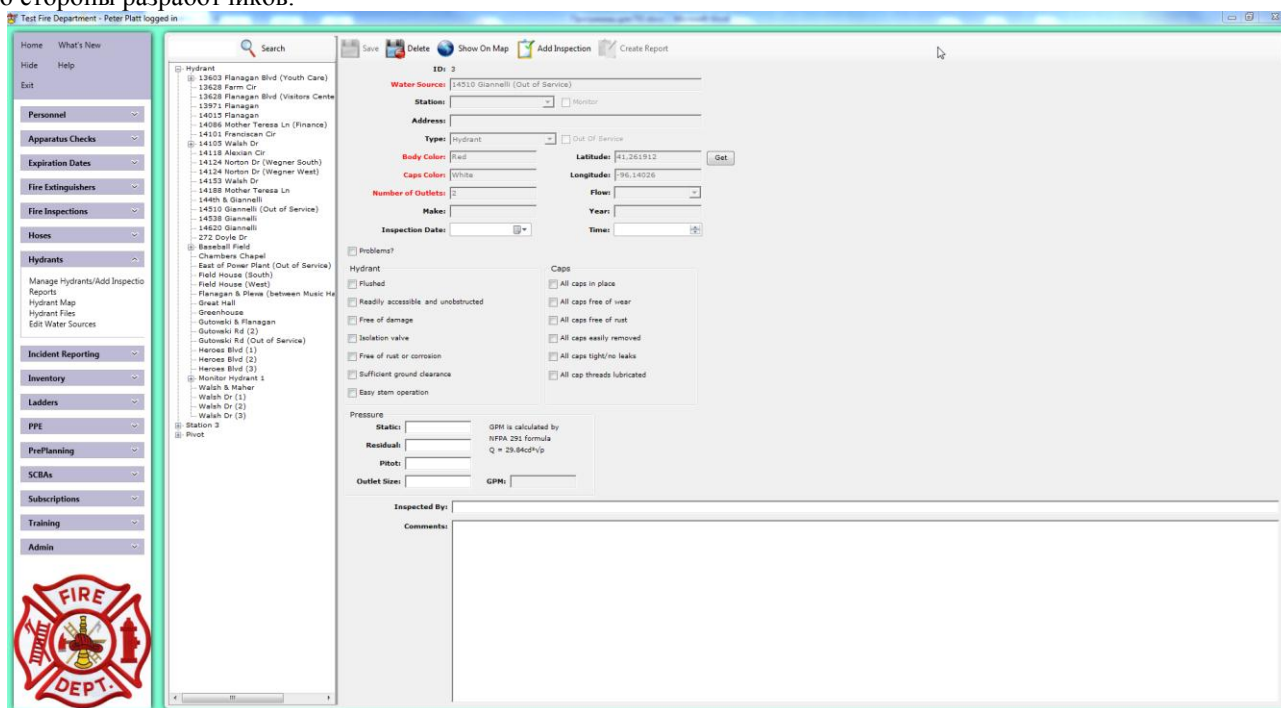 со стороны разработчиков.
Test Fire Department - Peter Platt logged in
Home What's New
Hide Help
Exit
Personnel
Apparatus Checks
Expiration Dates
Fire Extinguishers
Fire Inspections
Hoses
Hydrants
Manage Hydrants/Add Inspectio
Reports
Hydrant Map
Hydrant Files
Edit Water Sources
Incident Reporting
Inventory
Ladders
PPE
PrePlanning
SCBAs
Subscriptions
Training
Admin
FIRE
DEPT.
Search
Hydrant
13603 Flanagan Blvd (Youth Care)
13628 Farm Cir
13628 Flanagan Blvd (Visitors Cente
13971 Flanagan
14015 Flanagan
14086 Mother Teresa Ln (Finance)
14101 Franciscan Cir
14105 Walsh Dr
14118 Alexian Cir
14124 Norton Dr (Wegner South)
14124 Norton Dr (Wegner West)
14153 Walsh Dr
14188 Mother Teresa Ln
144th & Giannelli
14510 Giannelli (Out of Service)
14538 Giannelli
14620 Giannelli
272 Doyle Dr
Baseball Field
Chambers Chapel
East of Power Plant (Out of Service)
Field House (South)
Field House (West)
Flanagan & Plewa (between Music Ha
Great Hall
Greenhouse
Gutowski & Flanagan
Gutowski Rd (2)
Gutowski Rd (Out of Service)
Heroes Blvd (1)
Heroes Blvd (2)
Heroes Blvd (3)
Monitor Hydrant 1
Walsh & Maher
Walsh Dr (1)
Walsh Dr (2)
Walsh Dr (3)
Station 3
Pivot
Save Delete Show On Map Add Inspection Create Report
ID: 3
Water Source: 14510 Giannelli (Out of Service)
Station: Monitor
Address:
Type: Hydrant Out Of Service
Body Color: Red Latitude: 41.261912 Get
Caps Color: White Longitude: -96.14026
Number of Outlets: 2 Flow:
Make: Year:
Inspection Date: Time:
Problems?
Hydrant Caps
Flushed All caps in place
Readily accessible and unobstructed All caps free of wear
Free of damage All caps free of rust
Isolation valve All caps easily removed
Free of rust or corrosion All caps tight/no leaks
Sufficient ground clearance All cap threads lubricated
Easy stem operation
Pressure
Static: GPM is calculated by
Residual: NFPA 291 formula
Q = 29.84cd²√p
Pitot:
Outlet Size: GPM:
Inspected By:
Comments: